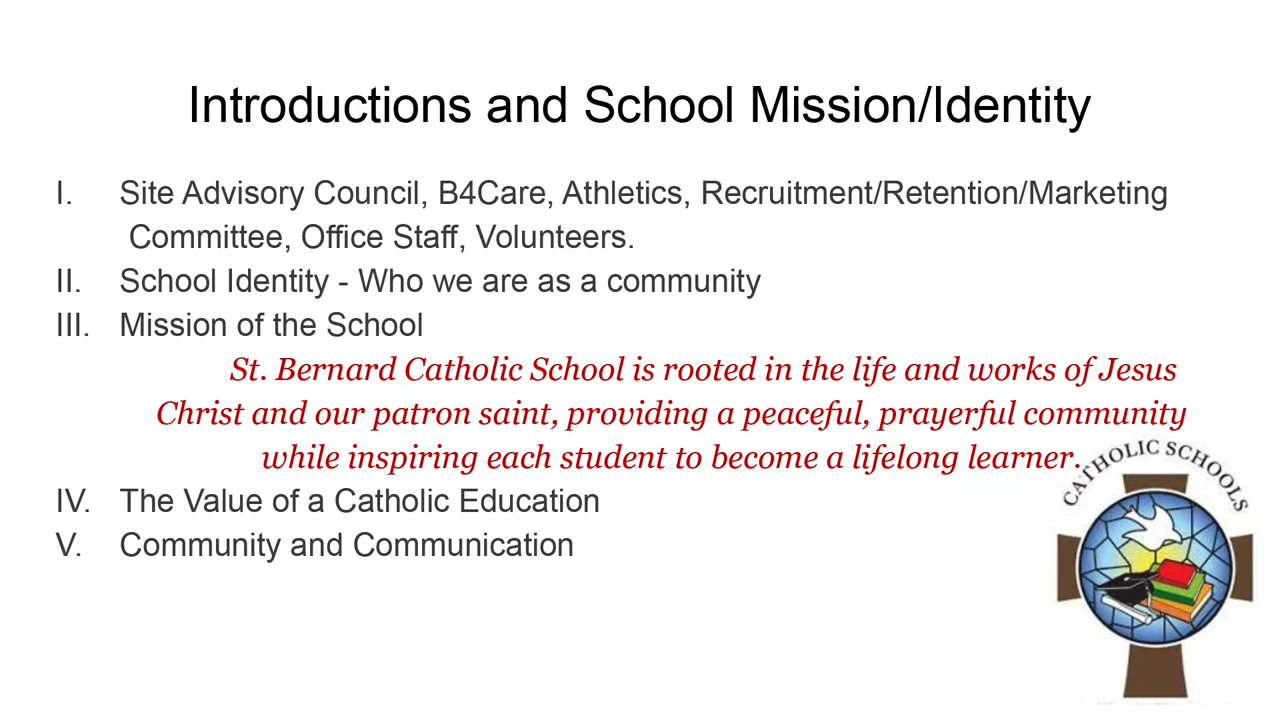 Introductions and School Mission/Identity
I. Site Advisory Council, B4Care, Athletics, Recruitment/Retention/Marketing
Committee, Office Staff, Volunteers.
II. School Identity - Who we are as a community
III. Mission of the School
St. Bernard Catholic School is rooted in the life and works of Jesus
Christ and our patron saint, providing a peaceful, prayerful community
while inspiring each student to become a lifelong learner.
IV. The Value of a Catholic Education
V. Community and Communication
CATHOLIC SCHOOLS